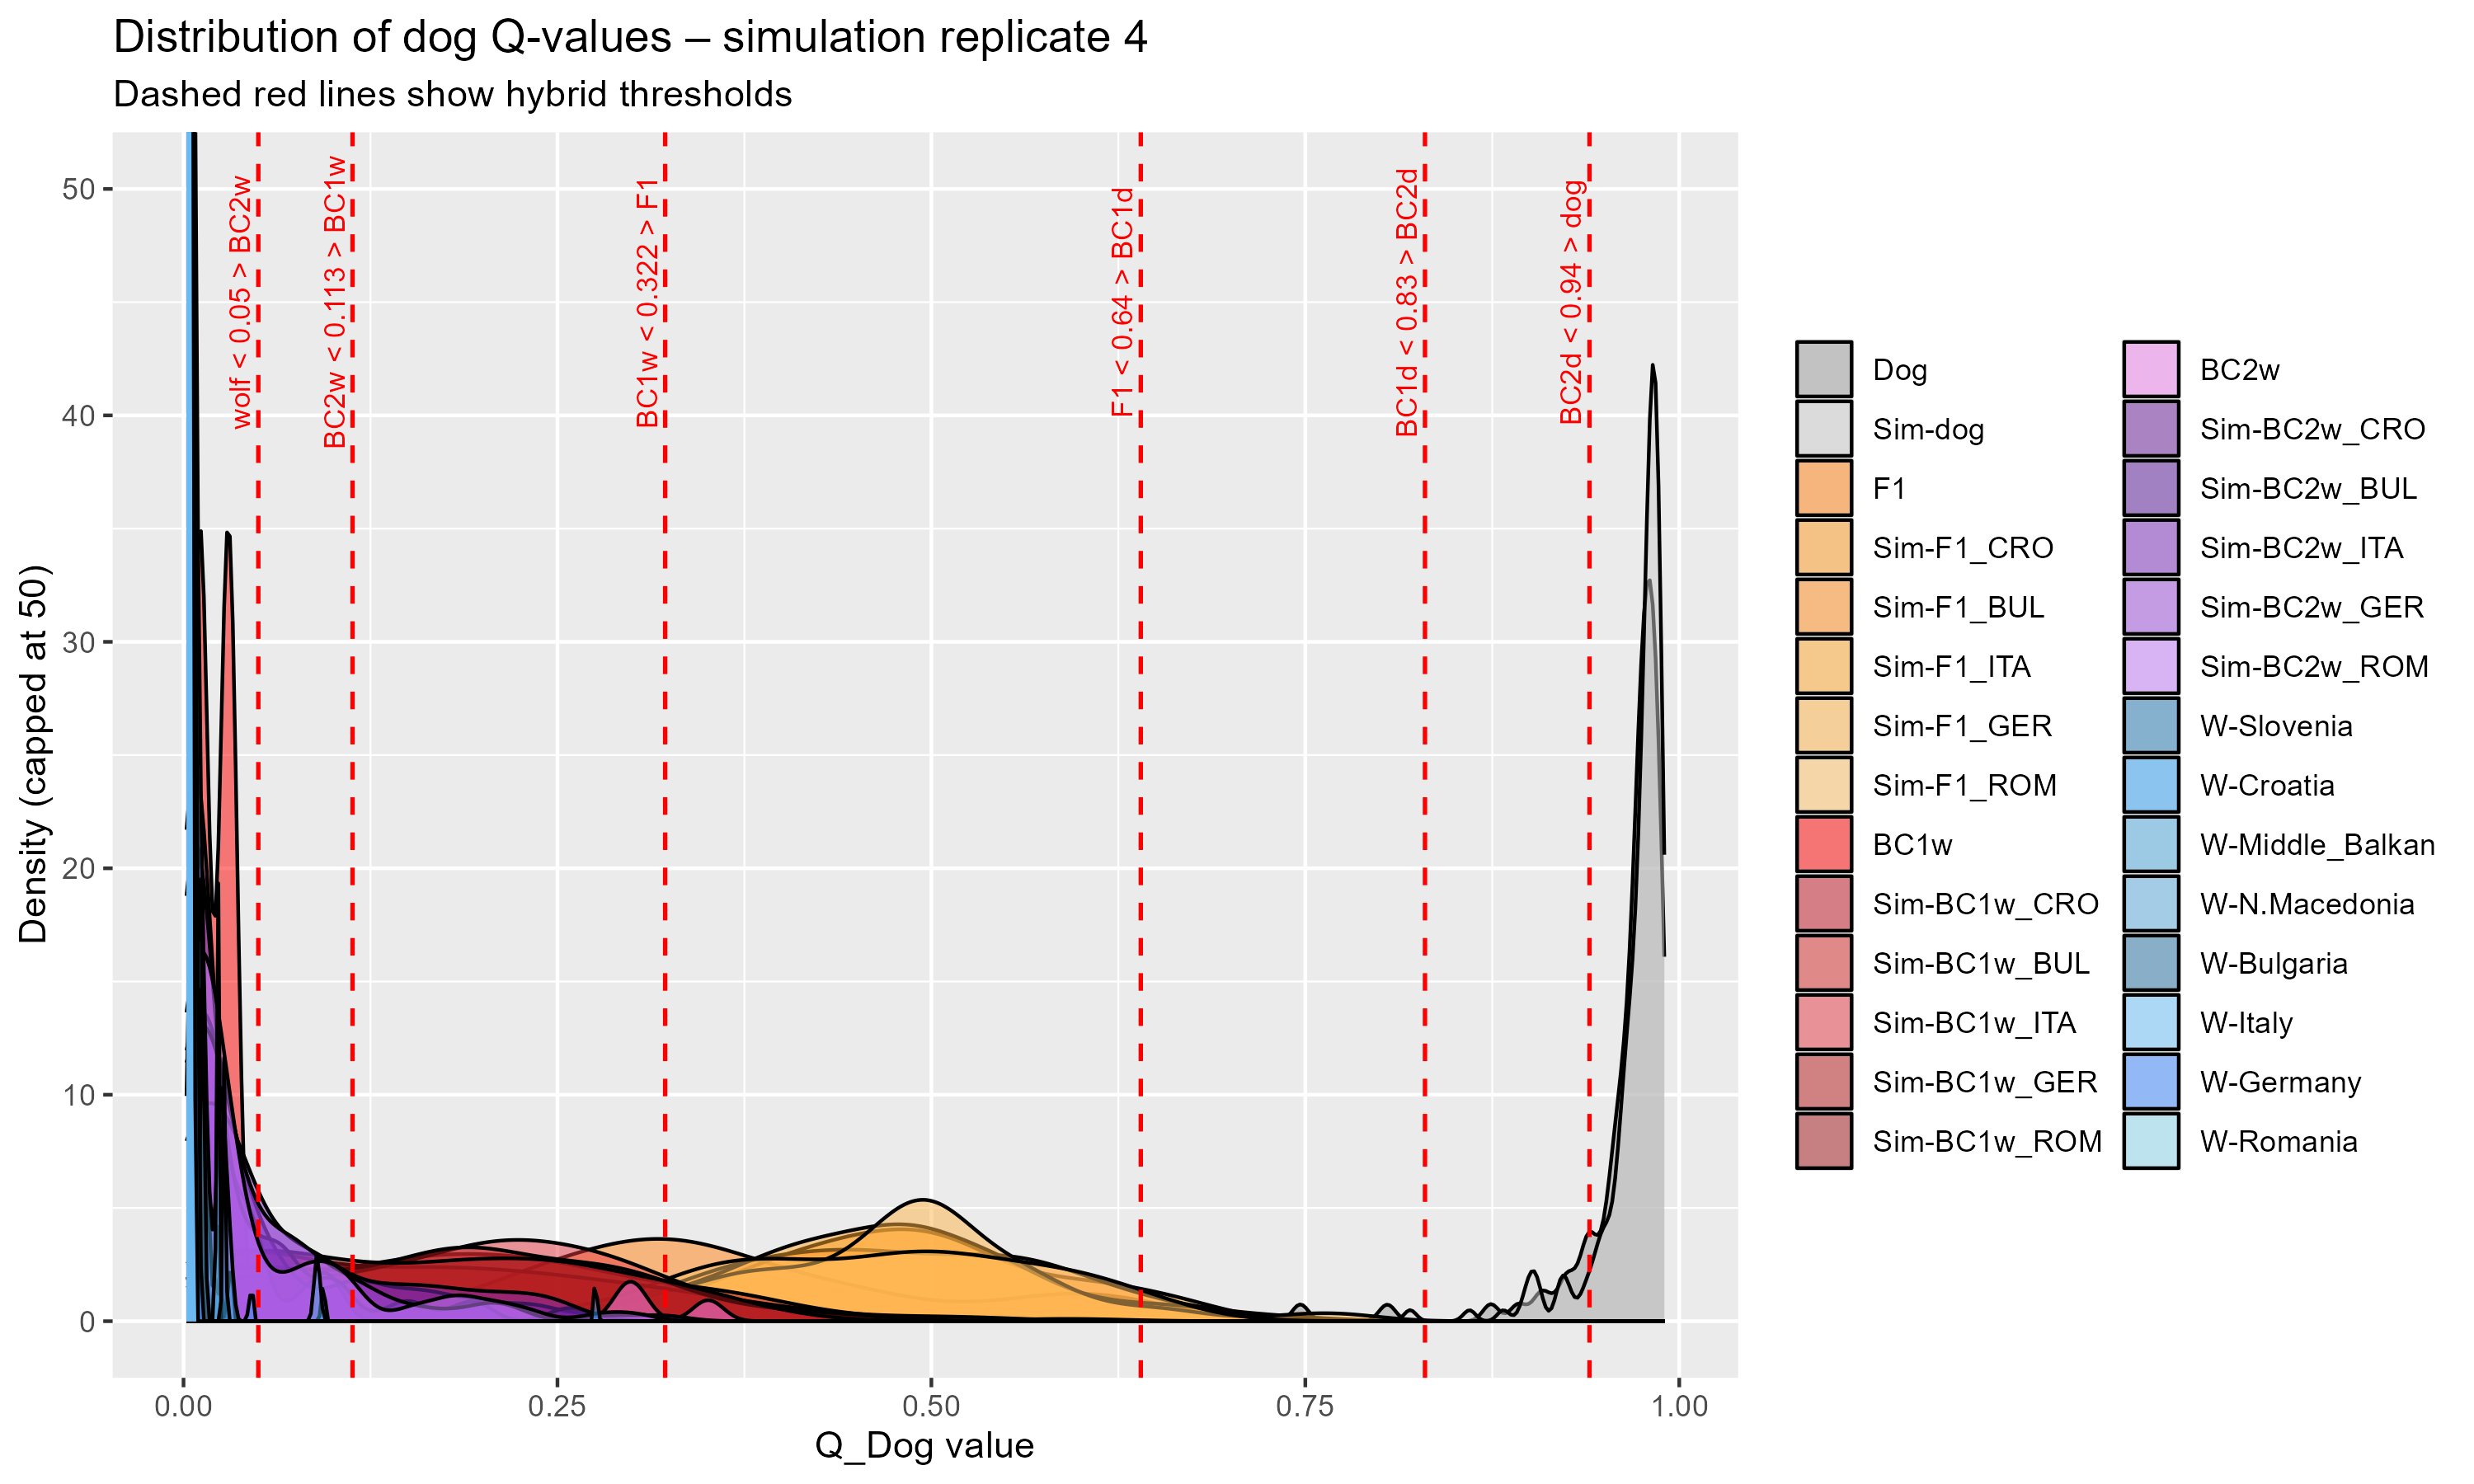 Distribution of dog Q-values – simulation replicate 4
Dashed red lines show hybrid thresholds
Density (capped at 50)
50
40
30
20
10
0
wolf < 0.05 > BC2w
BC2w < 0.113 > BC1w
BC1w < 0.322 > F1
F1 < 0.64 > BC1d
BC1d < 0.83 > BC2d
BC2d < 0.94 > dog
0.00
0.25
0.50
0.75
1.00
Q_Dog value
Dog
Sim-dog
F1
Sim-F1_CRO
Sim-F1_BUL
Sim-F1_ITA
Sim-F1_GER
Sim-F1_ROM
BC1w
Sim-BC1w_CRO
Sim-BC1w_BUL
Sim-BC1w_ITA
Sim-BC1w_GER
Sim-BC1w_ROM
BC2w
Sim-BC2w_CRO
Sim-BC2w_BUL
Sim-BC2w_ITA
Sim-BC2w_GER
Sim-BC2w_ROM
W-Slovenia
W-Croatia
W-Middle_Balkan
W-N.Macedonia
W-Bulgaria
W-Italy
W-Germany
W-Romania